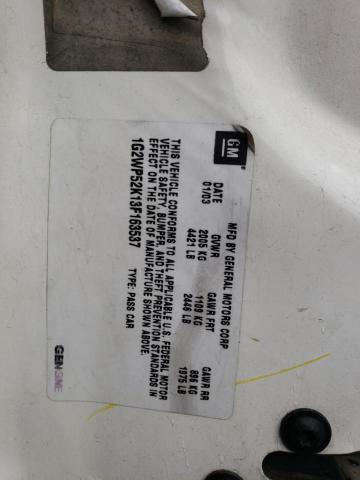 GM
MFD BY GENERAL MOTORS CORP
DATE GVWR GAWR FRT GAWR RR
01/03 2005 KG 1109 KG 896 KG
4421 LB 2446 LB 1975 LB
THIS VEHICLE CONFORMS TO ALL APPLICABLE U.S. FEDERAL MOTOR
VEHICLE SAFETY, BUMPER, AND THEFT PREVENTION STANDARDS IN
EFFECT ON THE DATE OF MANUFACTURE SHOWN ABOVE.
1G2WP52K13F163537 TYPE: PASS CAR